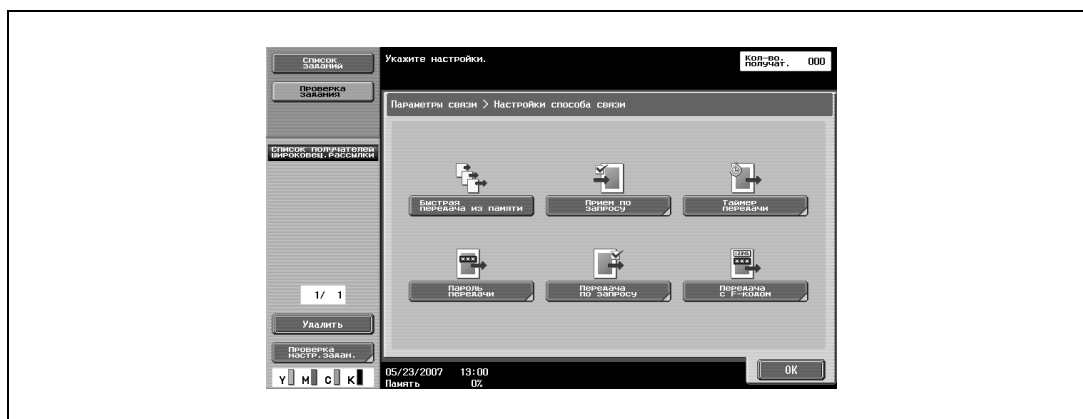 Список
заданий
Проверка
задания
Список получателей
широковещ.рассылки
1/ 1
Удалить
Проверка
настр.задан.
Y M C K
Укажите настройки.
Кол-во.
получат. 000
Параметры связи > Настройки способа связи
Быстрая
передача из памяти
Прием по
запросу
Таймер
передачи
Пароль
передачи
Передача
по запросу
Передача
с F-кодом
05/23/2007 13:00
Память 0%
OK